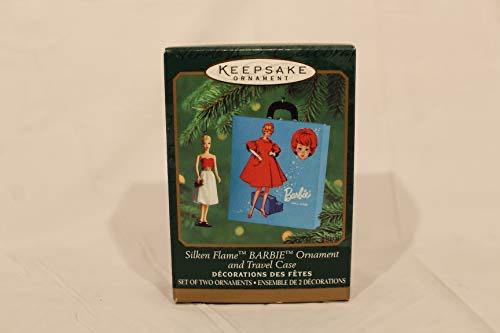 KEEPSAKE
ORNAMENT
Barbie
Silken Flame™ BARBIE™ Ornament
and Travel Case
DÉCORATIONS DES FÊTES
SET OF TWO ORNAMENTS • ENSEMBLE DE 2 DÉCORATIONS